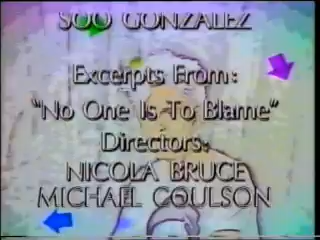 SOO GONZALEZ
Excerpts From:
"No One Is To Blame"
Directors:
NICOLA BRUCE
MICHAEL COULSON